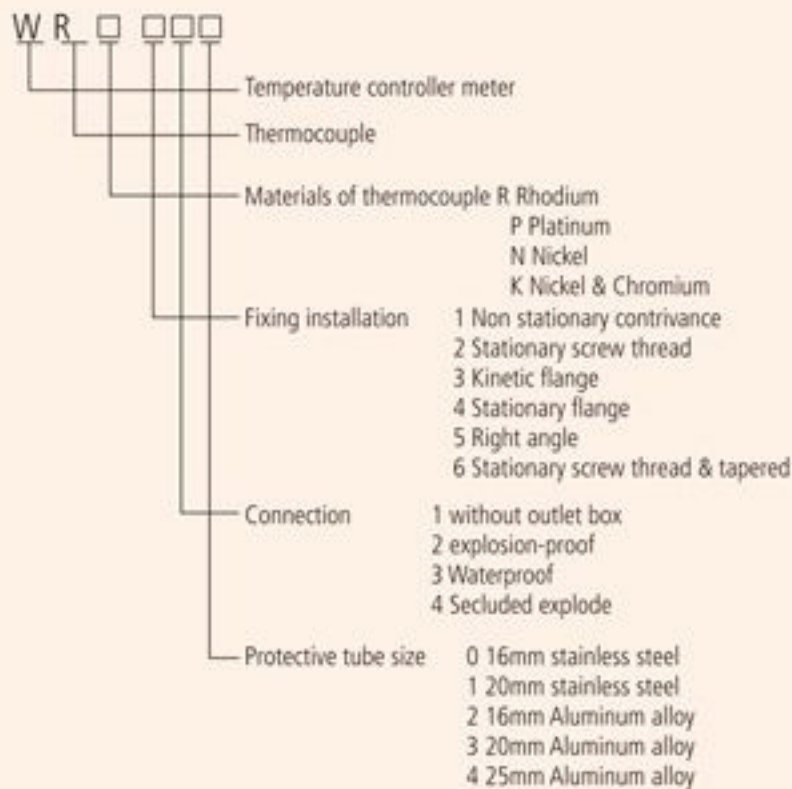 W R □ □□□
Temperature controller meter
Thermocouple
Materials of thermocouple R Rhodium
P Platinum
N Nickel
K Nickel & Chromium
Fixing installation 1 Non stationary contrivance
2 Stationary screw thread
3 Kinetic flange
4 Stationary flange
5 Right angle
6 Stationary screw thread & tapered
Connection 1 without outlet box
2 explosion-proof
3 Waterproof
4 Secluded explode
Protective tube size 0 16mm stainless steel
1 20mm stainless steel
2 16mm Aluminum alloy
3 20mm Aluminum alloy
4 25mm Aluminum alloy